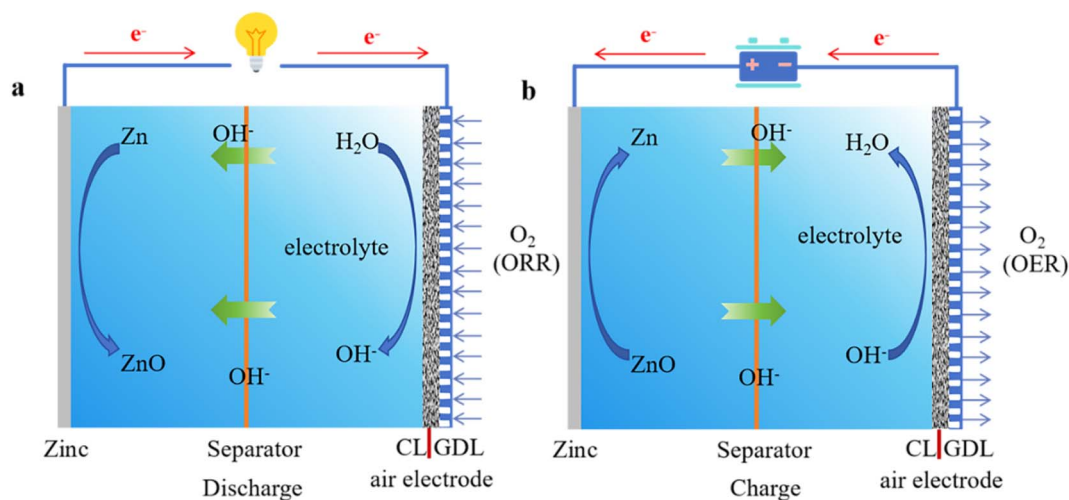 e-
e-
a
Zn
OH-
H2O
electrolyte
O2
(ORR)
ZnO
OH-
OH-
Zinc
Separator
CL
GDL
air electrode
Discharge
e-
e-
+ -
b
Zn
OH-
H2O
electrolyte
O2
(OER)
ZnO
OH-
OH-
Zinc
Separator
CL
GDL
air electrode
Charge